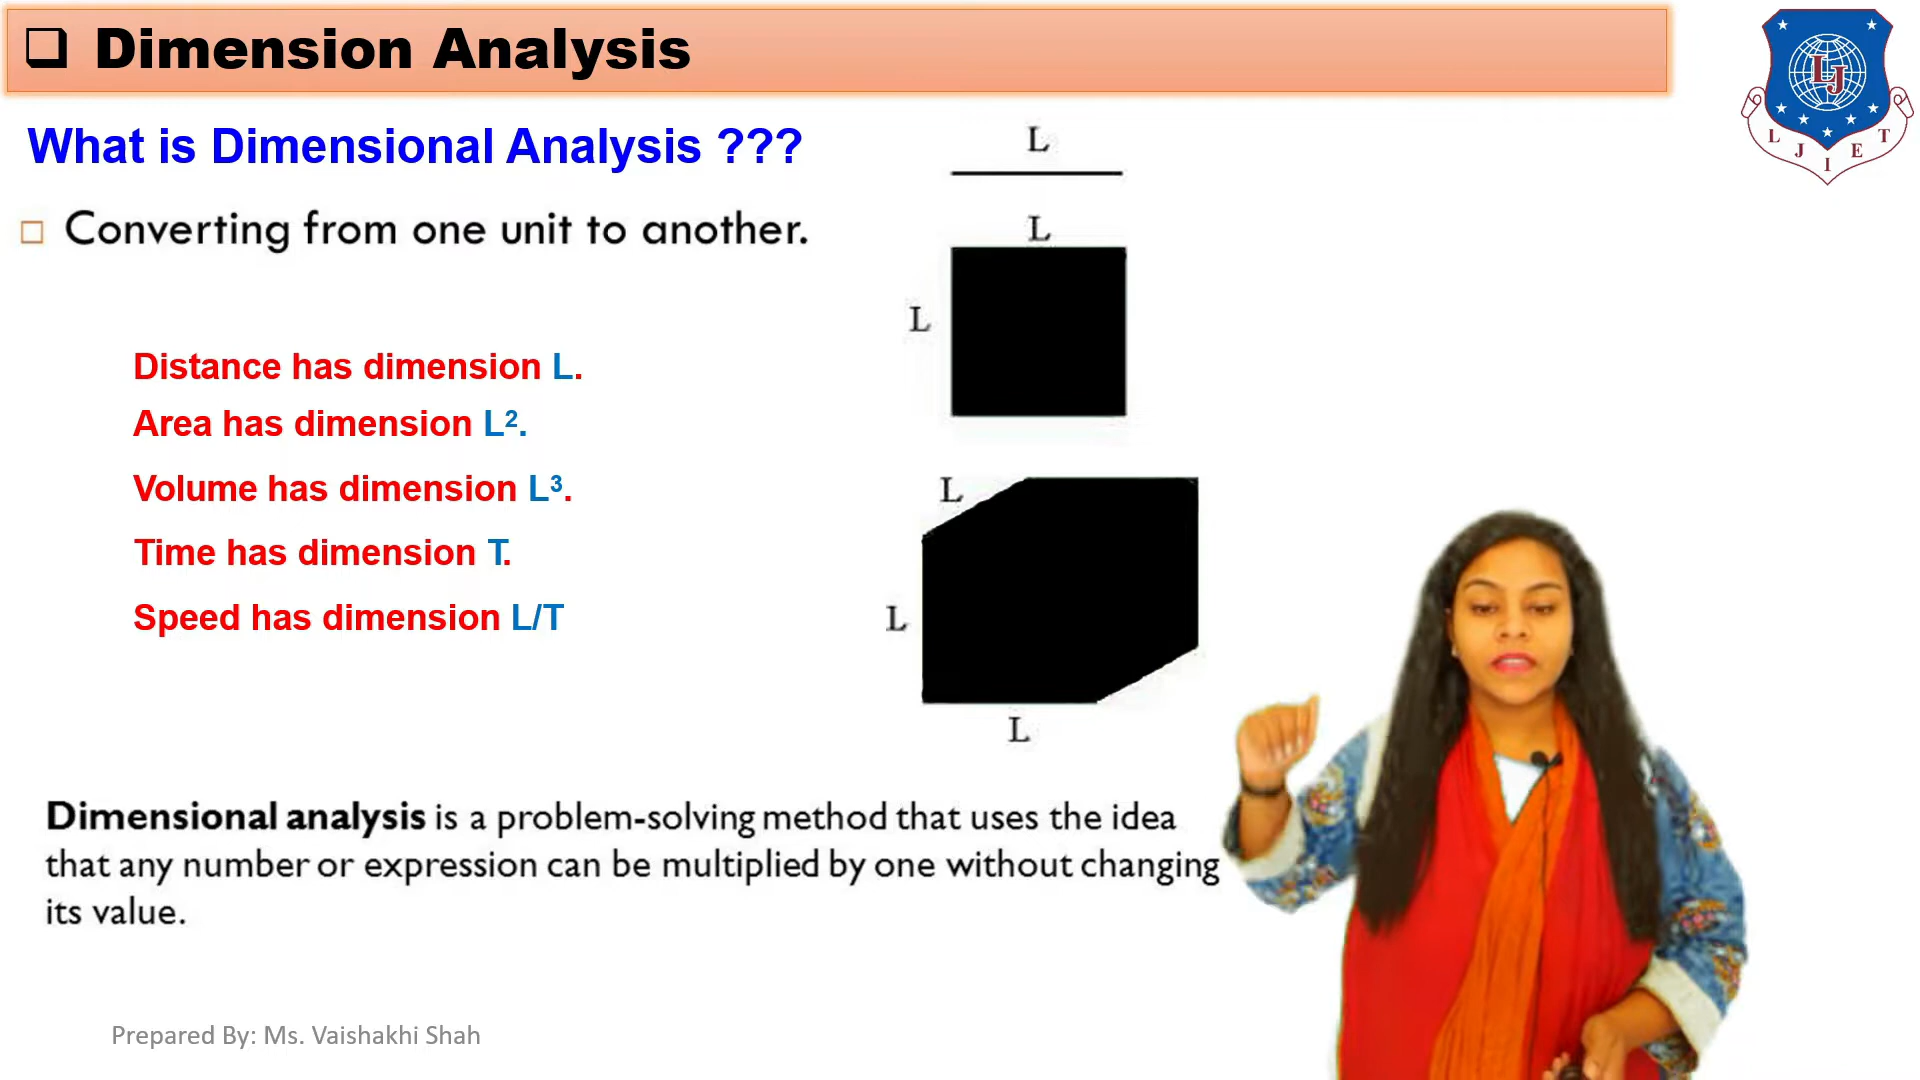 ❑ Dimension Analysis
L J I E T
LJ
What is Dimensional Analysis ???
Converting from one unit to another.
Distance has dimension L.
Area has dimension L².
Volume has dimension L³.
Time has dimension T.
Speed has dimension L/T
L
L
L
L
L
L
Dimensional analysis is a problem-solving method that uses the idea
that any number or expression can be multiplied by one without changing
its value.
Prepared By: Ms. Vaishakhi Shah